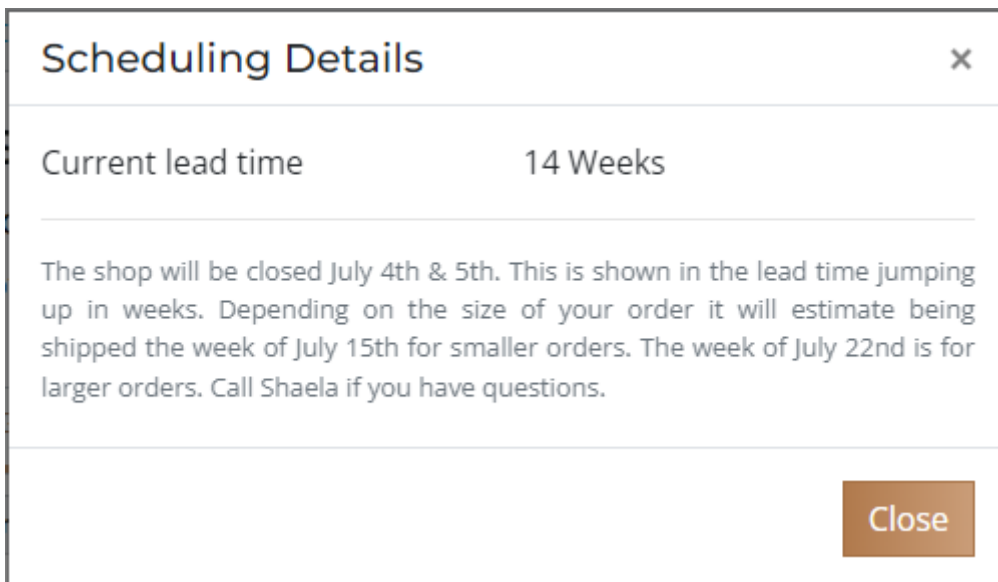 Scheduling Details ×
Current lead time 14 Weeks
The shop will be closed July 4th & 5th. This is shown in the lead time jumping
up in weeks. Depending on the size of your order it will estimate being
shipped the week of July 15th for smaller orders. The week of July 22nd is for
larger orders. Call Shaela if you have questions.
Close